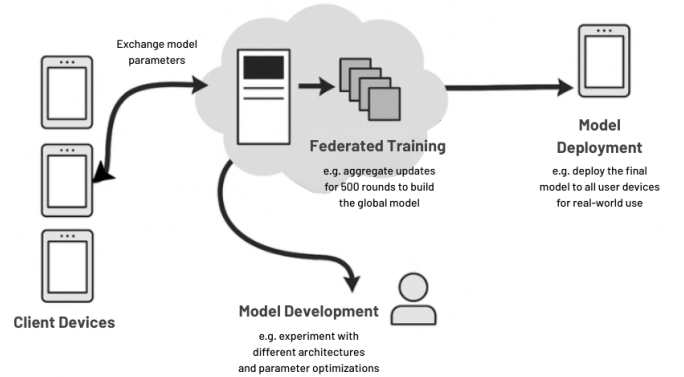 Exchange model
parameters
Federated Training
e.g. aggregate updates
for 500 rounds to build
the global model
Model
Deployment
e.g. deploy the final
model to all user devices
for real-world use
Client Devices
Model Development
e.g. experiment with
different architectures
and parameter optimizations